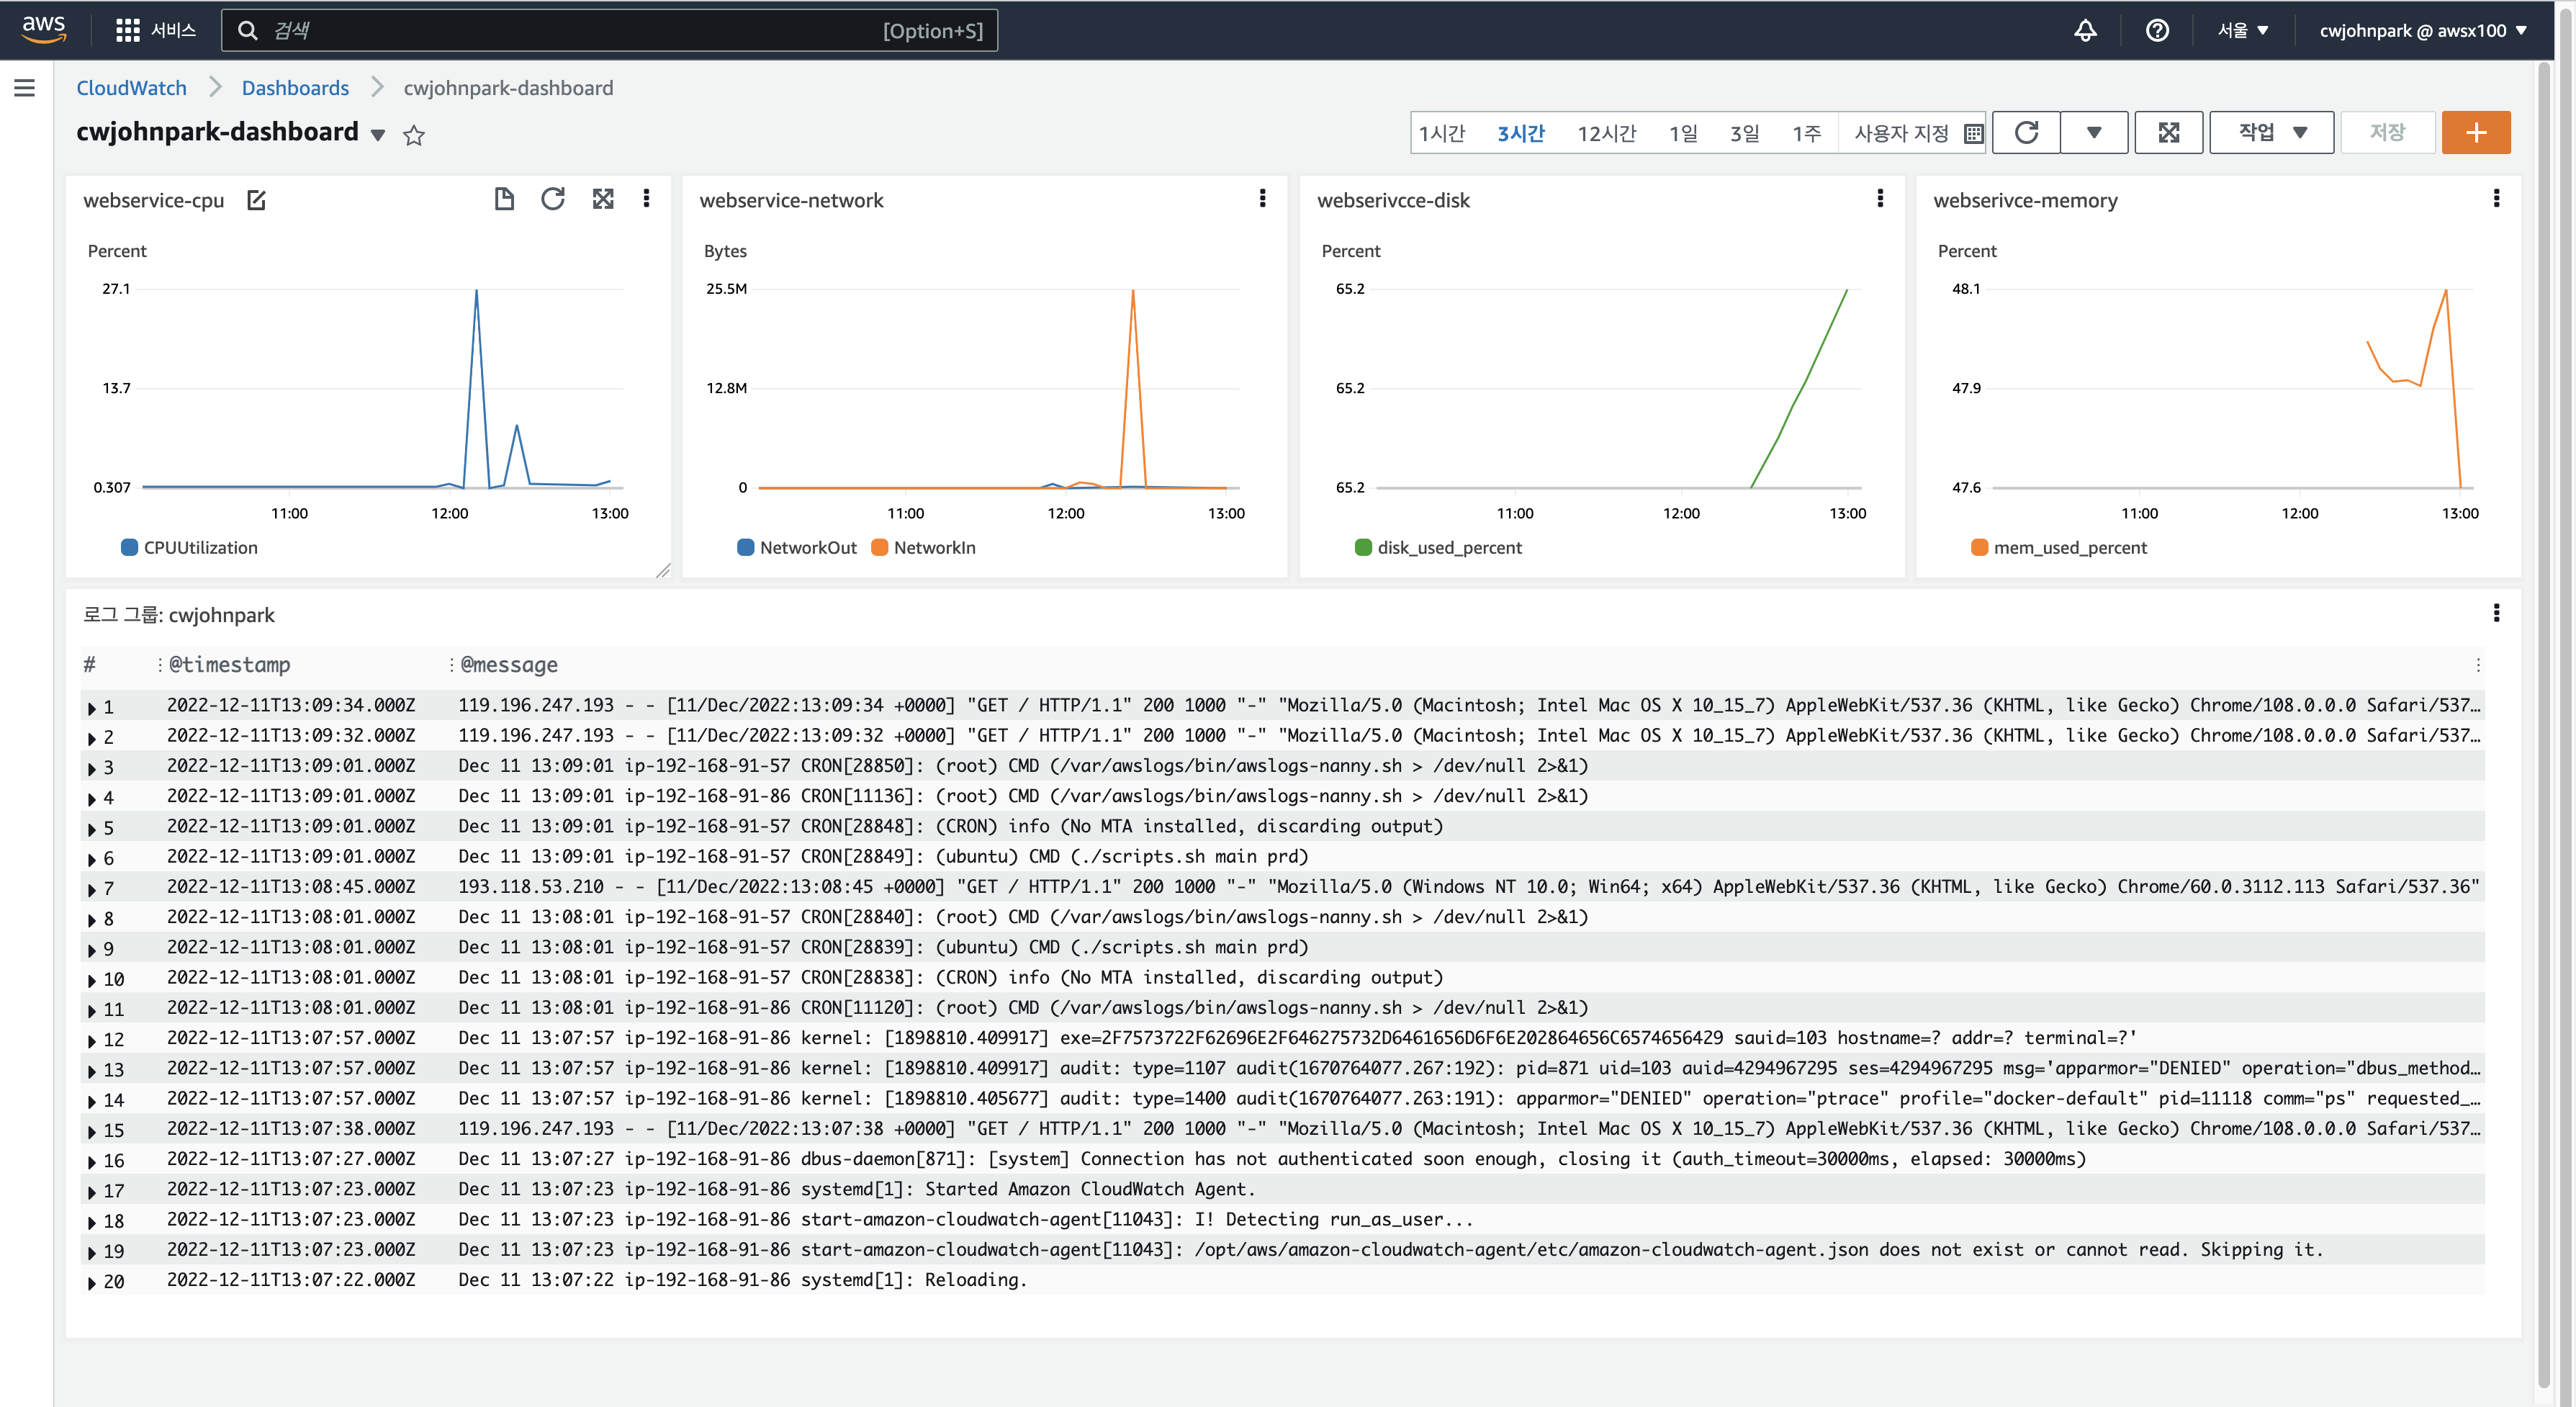 aws 서비스 검색 [Option+S] 서울 cwjohnpark @ awsx100
CloudWatch Dashboards cwjohnpark-dashboard
cwjohnpark-dashboard 1시간 3시간 12시간 1일 3일 1주 사용자 지정 작업 저장
webservice-cpu
Percent
27.1
13.7
0.307
11:00 12:00 13:00
CPUUtilization
webservice-network
Bytes
25.5M
12.8M
0
11:00 12:00 13:00
NetworkOut NetworkIn
webserivcce-disk
Percent
65.2
65.2
65.2
11:00 12:00 13:00
disk_used_percent
webserivce-memory
Percent
48.1
47.9
47.6
11:00 12:00 13:00
mem_used_percent
로그 그룹: cwjohnpark
# @timestamp @message
1 2022-12-11T13:09:34.000Z 119.196.247.193 - - [11/Dec/2022:13:09:34 +0000] "GET / HTTP/1.1" 200 1000 "-" "Mozilla/5.0 (Macintosh; Intel Mac OS X 10_15_7) AppleWebKit/537.36 (KHTML, like Gecko) Chrome/108.0.0.0 Safari/537...
2 2022-12-11T13:09:32.000Z 119.196.247.193 - - [11/Dec/2022:13:09:32 +0000] "GET / HTTP/1.1" 200 1000 "-" "Mozilla/5.0 (Macintosh; Intel Mac OS X 10_15_7) AppleWebKit/537.36 (KHTML, like Gecko) Chrome/108.0.0.0 Safari/537...
3 2022-12-11T13:09:01.000Z Dec 11 13:09:01 ip-192-168-91-57 CRON[28850]: (root) CMD (/var/awslogs/bin/awslogs-nanny.sh > /dev/null 2>&1)
4 2022-12-11T13:09:01.000Z Dec 11 13:09:01 ip-192-168-91-86 CRON[11136]: (root) CMD (/var/awslogs/bin/awslogs-nanny.sh > /dev/null 2>&1)
5 2022-12-11T13:09:01.000Z Dec 11 13:09:01 ip-192-168-91-57 CRON[28848]: (CRON) info (No MTA installed, discarding output)
6 2022-12-11T13:09:01.000Z Dec 11 13:09:01 ip-192-168-91-57 CRON[28849]: (ubuntu) CMD (./scripts.sh main prd)
7 2022-12-11T13:08:45.000Z 193.118.53.210 - - [11/Dec/2022:13:08:45 +0000] "GET / HTTP/1.1" 200 1000 "-" "Mozilla/5.0 (Windows NT 10.0; Win64; x64) AppleWebKit/537.36 (KHTML, like Gecko) Chrome/60.0.3112.113 Safari/537.36"
8 2022-12-11T13:08:01.000Z Dec 11 13:08:01 ip-192-168-91-57 CRON[28840]: (root) CMD (/var/awslogs/bin/awslogs-nanny.sh > /dev/null 2>&1)
9 2022-12-11T13:08:01.000Z Dec 11 13:08:01 ip-192-168-91-57 CRON[28839]: (ubuntu) CMD (./scripts.sh main prd)
10 2022-12-11T13:08:01.000Z Dec 11 13:08:01 ip-192-168-91-57 CRON[28838]: (CRON) info (No MTA installed, discarding output)
11 2022-12-11T13:08:01.000Z Dec 11 13:08:01 ip-192-168-91-86 CRON[11120]: (root) CMD (/var/awslogs/bin/awslogs-nanny.sh > /dev/null 2>&1)
12 2022-12-11T13:07:57.000Z Dec 11 13:07:57 ip-192-168-91-86 kernel: [1898810.409917] exe=2F7573722F62696E2F646275732D6461656D6F6E202864656C6574656429 sauid=103 hostname=? addr=? terminal=?'
13 2022-12-11T13:07:57.000Z Dec 11 13:07:57 ip-192-168-91-86 kernel: [1898810.409917] audit: type=1107 audit(1670764077.267:192): pid=871 uid=103 auid=4294967295 ses=4294967295 msg='apparmor="DENIED" operation="dbus_method...
14 2022-12-11T13:07:57.000Z Dec 11 13:07:57 ip-192-168-91-86 kernel: [1898810.405677] audit: type=1400 audit(1670764077.263:191): apparmor="DENIED" operation="ptrace" profile="docker-default" pid=11118 comm="ps" requested_...
15 2022-12-11T13:07:38.000Z 119.196.247.193 - - [11/Dec/2022:13:07:38 +0000] "GET / HTTP/1.1" 200 1000 "-" "Mozilla/5.0 (Macintosh; Intel Mac OS X 10_15_7) AppleWebKit/537.36 (KHTML, like Gecko) Chrome/108.0.0.0 Safari/537...
16 2022-12-11T13:07:27.000Z Dec 11 13:07:27 ip-192-168-91-86 dbus-daemon[871]: [system] Connection has not authenticated soon enough, closing it (auth_timeout=30000ms, elapsed: 30000ms)
17 2022-12-11T13:07:23.000Z Dec 11 13:07:23 ip-192-168-91-86 systemd[1]: Started Amazon CloudWatch Agent.
18 2022-12-11T13:07:23.000Z Dec 11 13:07:23 ip-192-168-91-86 start-amazon-cloudwatch-agent[11043]: I! Detecting run_as_user...
19 2022-12-11T13:07:23.000Z Dec 11 13:07:23 ip-192-168-91-86 start-amazon-cloudwatch-agent[11043]: /opt/aws/amazon-cloudwatch-agent/etc/amazon-cloudwatch-agent.json does not exist or cannot read. Skipping it.
20 2022-12-11T13:07:22.000Z Dec 11 13:07:22 ip-192-168-91-86 systemd[1]: Reloading.